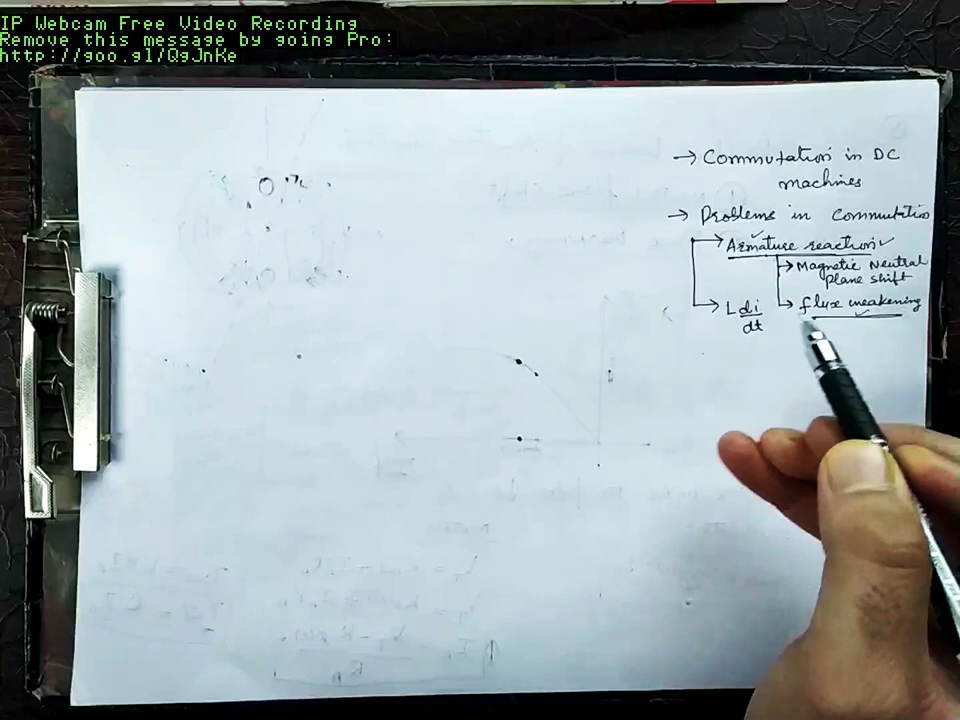 IP Webcam Free Video Recording
Remove this message by going Pro:
http://goo.gl/QgJnKe
→ Commutation in DC
machines
→ Problems in commutation
→ Armature reaction ✓
→ Magnetic Neutral
Plane shift
→ L di/dt
→ flux weakening